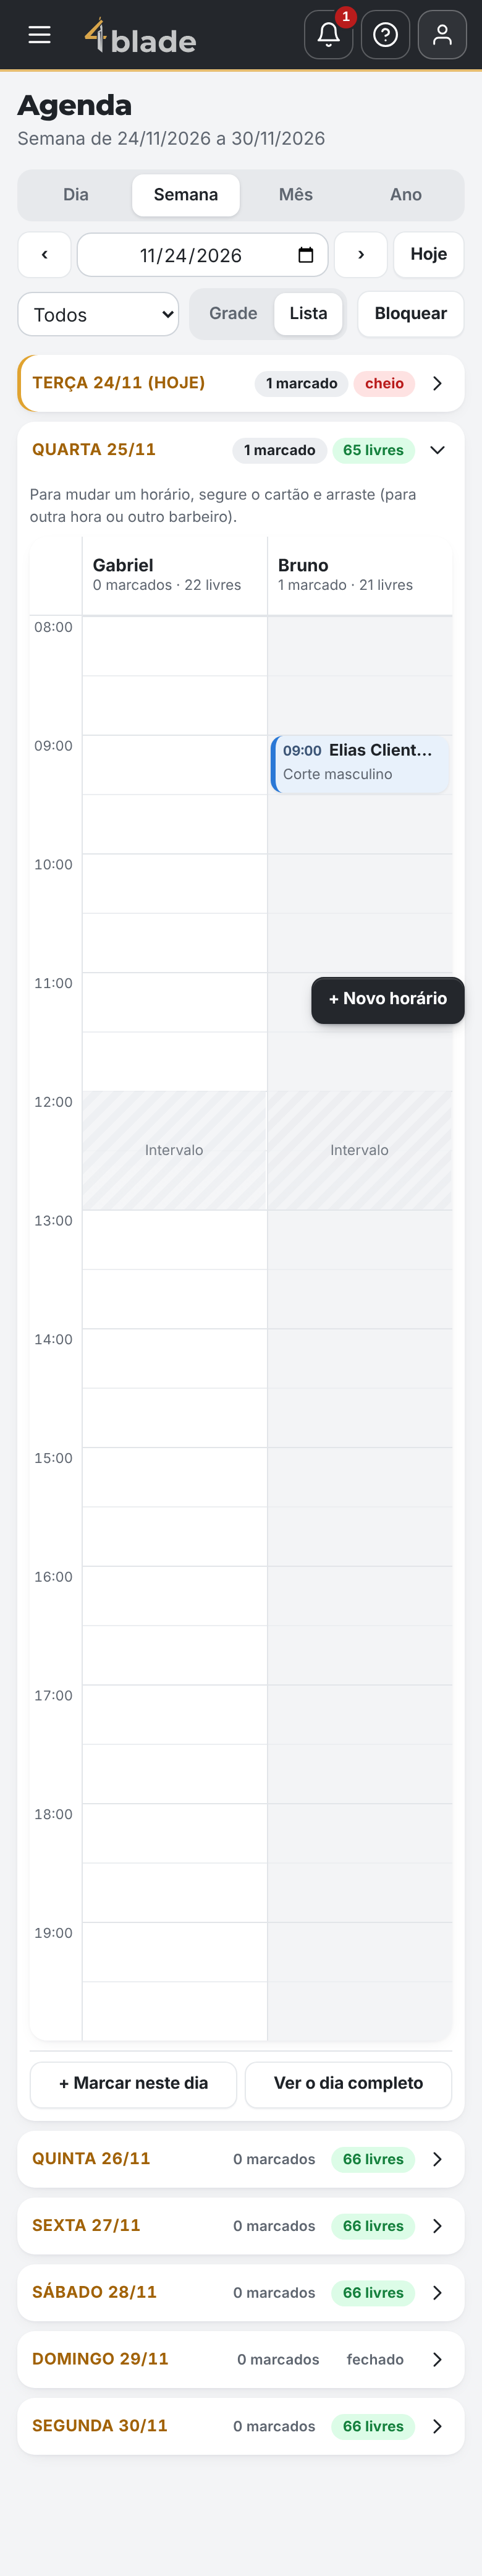 4blade
1
Agenda
Semana de 24/11/2026 a 30/11/2026
Dia Semana Mês Ano
‹ 11/24/2026 › Hoje
Todos Grade Lista Bloquear
TERÇA 24/11 (HOJE) 1 marcado cheio
QUARTA 25/11 1 marcado 65 livres
Para mudar um horário, segure o cartão e arraste (para
outra hora ou outro barbeiro).
Gabriel Bruno
0 marcados · 22 livres 1 marcado · 21 livres
08:00
09:00 09:00 Elias Client...
Corte masculino
10:00
11:00
+ Novo horário
12:00
Intervalo Intervalo
13:00
14:00
15:00
16:00
17:00
18:00
19:00
+ Marcar neste dia Ver o dia completo
QUINTA 26/11 0 marcados 66 livres
SEXTA 27/11 0 marcados 66 livres
SÁBADO 28/11 0 marcados 66 livres
DOMINGO 29/11 0 marcados fechado
SEGUNDA 30/11 0 marcados 66 livres